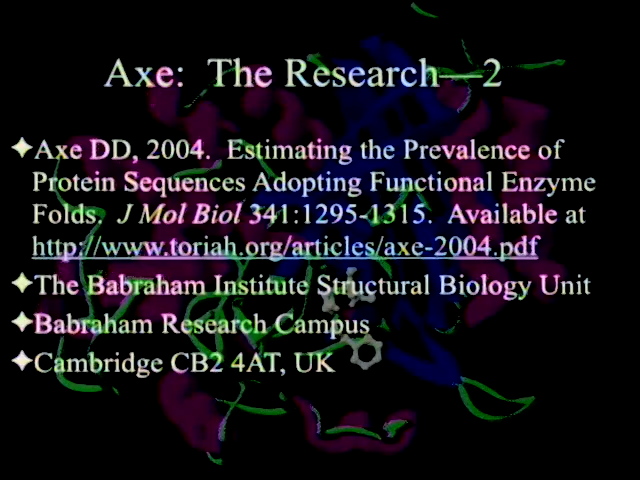 Axe: The Research—2
✦Axe DD, 2004. Estimating the Prevalence of
Protein Sequences Adopting Functional Enzyme
Folds. J Mol Biol 341:1295-1315. Available at
http://www.toriah.org/articles/axe-2004.pdf
✦The Babraham Institute Structural Biology Unit
✦Babraham Research Campus
✦Cambridge CB2 4AT, UK